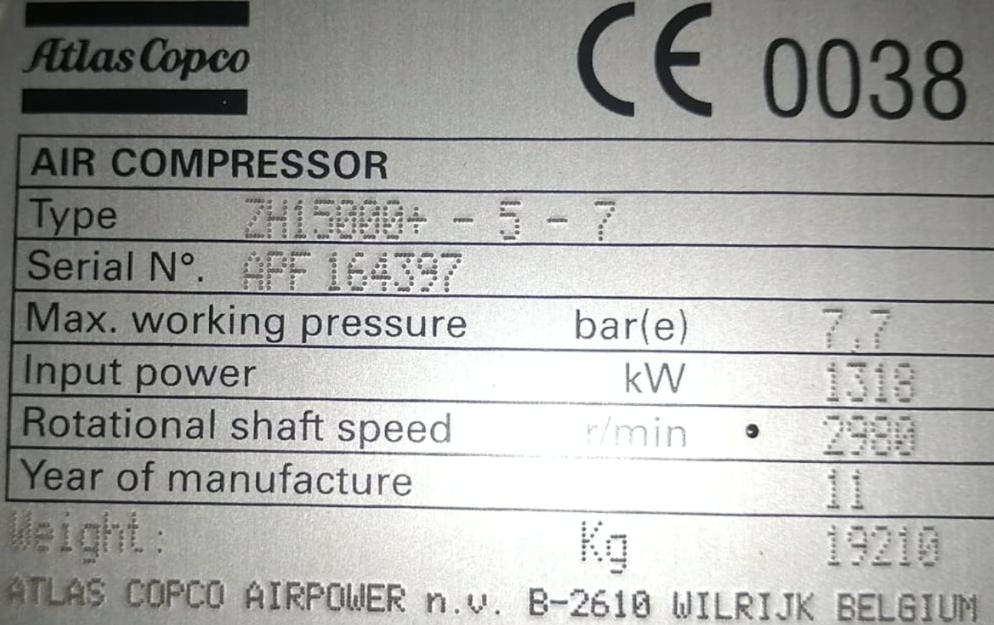 Atlas Copco
CE 0038
AIR COMPRESSOR
Type ZH15000+ - 5 - 7
Serial N°. APF 164397
Max. working pressure bar(e) 7.7
Input power kW 1318
Rotational shaft speed r/min • 2980
Year of manufacture 11
Weight: Kg 19210
ATLAS COPCO AIRPOWER n.v. B-2610 WILRIJK BELGIUM